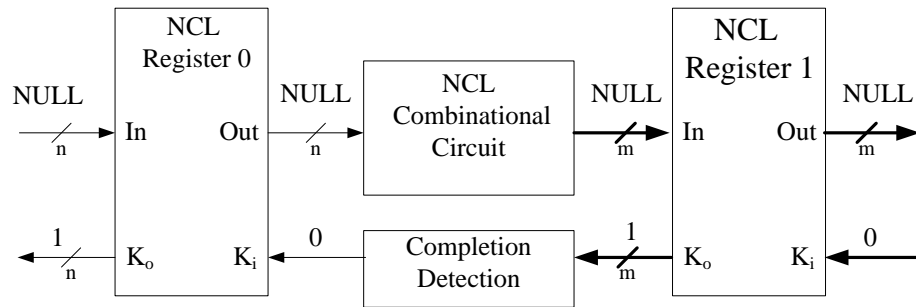 NCL
Register 0
NULL
n
In
Out
NULL
n
NCL
Combinational
Circuit
NULL
m
NCL
Register 1
In
Out
NULL
m
1
n
Ko
Ki
0
Completion
Detection
1
m
Ko
Ki
0